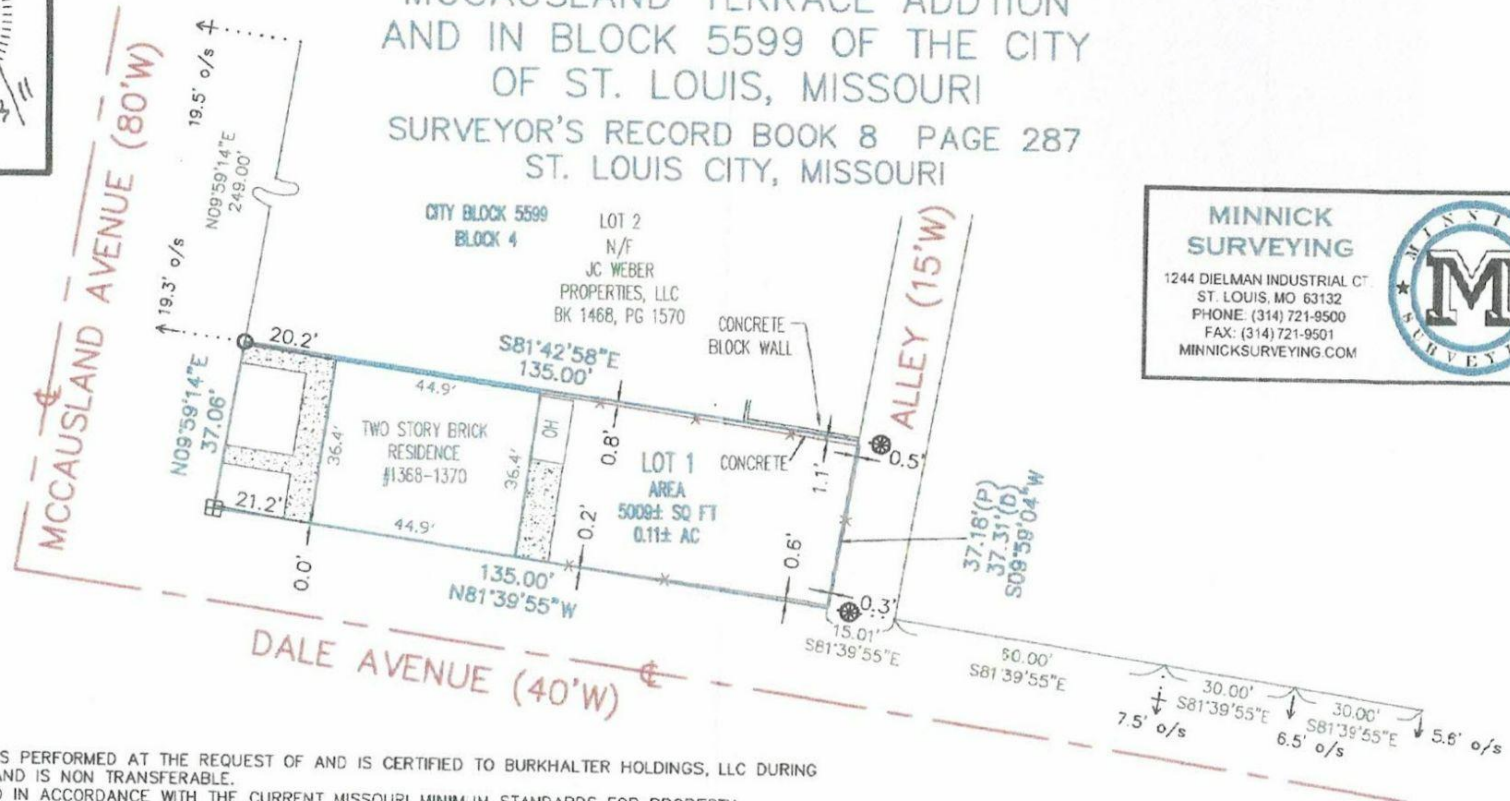 McCAUSLAND TERRACE ADDTION
AND IN BLOCK 5599 OF THE CITY
OF ST. LOUIS, MISSOURI
SURVEYOR'S RECORD BOOK 8 PAGE 287
ST. LOUIS CITY, MISSOURI
MCCAUSLAND AVENUE (80'W)
19.5' o/s
N09°59'14"E
249.00'
19.3' o/s
CITY BLOCK 5599
BLOCK 4
LOT 2
N/F
JC WEBER
PROPERTIES, LLC
BK 1468, PG 1570
CONCRETE
BLOCK WALL
ALLEY (15'W)
MINNICK
SURVEYING
1244 DIELMAN INDUSTRIAL CT.
ST. LOUIS, MO 63132
PHONE: (314) 721-9500
FAX: (314) 721-9501
MINNICKSURVEYING.COM
M
20.2'
S81°42'58"E
135.00'
44.9'
N09°59'14"E
37.06'
36.4'
TWO STORY BRICK
RESIDENCE
#1368-1370
OH
36.4'
0.8'
LOT 1
AREA
5009± SQ FT
0.11± AC
CONCRETE
1.1'
0.5'
21.2'
44.9'
0.0'
0.2'
0.6'
37.18'(P)
37.31'(D)
S09°59'04"W
135.00'
N81°39'55"W
0.3'
15.01'
S81°39'55"E
60.00'
S81°39'55"E
30.00'
S81°39'55"E
30.00'
S81°39'55"E
7.5' o/s
6.5' o/s
5.6' o/s
DALE AVENUE (40'W)
S PERFORMED AT THE REQUEST OF AND IS CERTIFIED TO BURKHALTER HOLDINGS, LLC DURING
AND IS NON TRANSFERABLE.
IN ACCORDANCE WITH THE CURRENT MISSOURI MINIMUM STANDARDS FOR PROPERTY